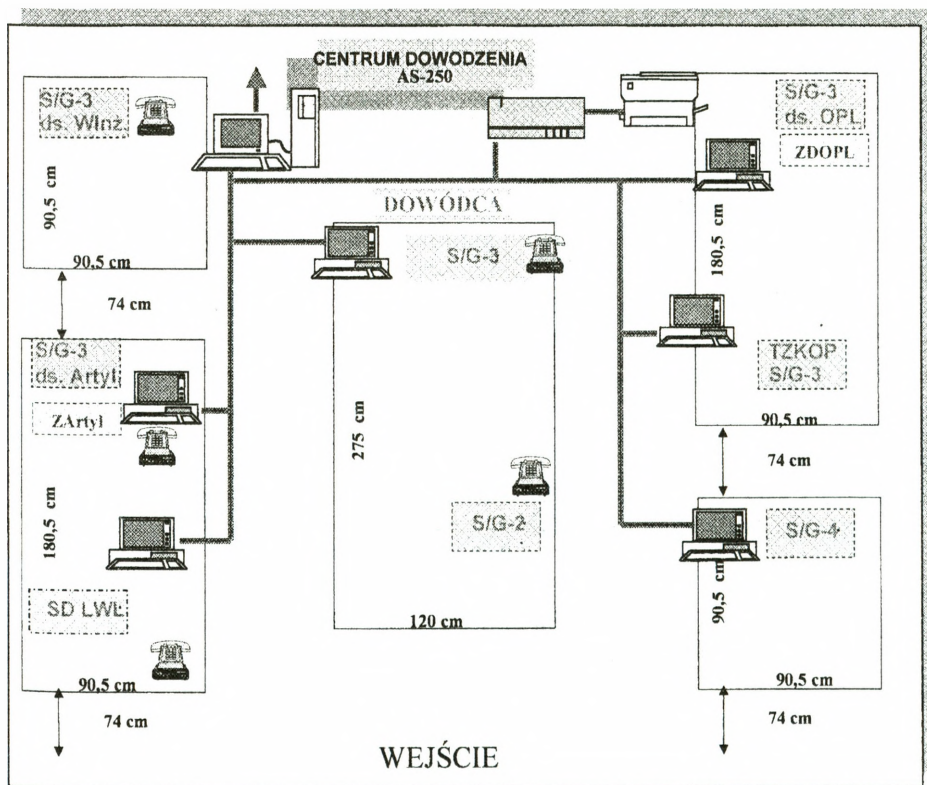 CENTRUM DOWODZENIA
AS-250
S/G-3
ds. WInż.
90,5 cm
90,5 cm
74 cm
S/G-3
ds. Artyl
ZArtyl
180,5 cm
SD LWL
90,5 cm
74 cm
DOWÓDCA
S/G-3
275 cm
S/G-2
120 cm
S/G-3
ds. OPL
ZDOPL
180,5 cm
TZKOP
S/G-3
90,5 cm
74 cm
S/G-4
90,5 cm
90,5 cm
74 cm
WEJŚCIE